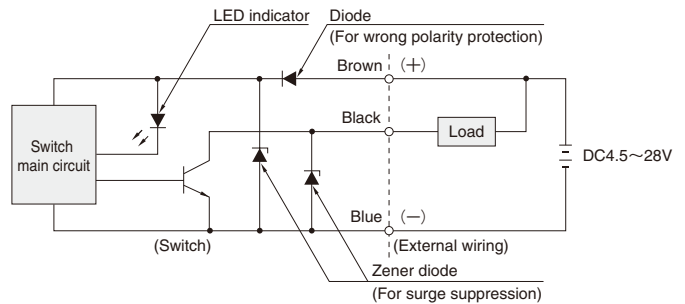 LED indicator
Diode
(For wrong polarity protection)
Brown
(+)
Black
Load
Switch
main circuit
DC4.5～28V
Blue
(−)
(Switch)
(External wiring)
Zener diode
(For surge suppression)